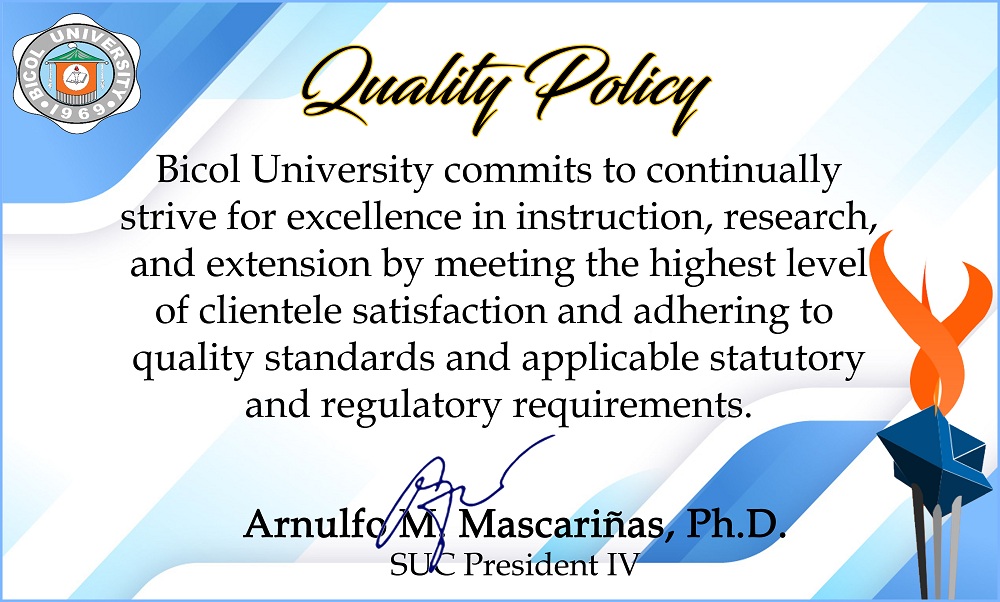 BICOL UNIVERSITY
1969
Quality Policy
Bicol University commits to continually
strive for excellence in instruction, research,
and extension by meeting the highest level
of clientele satisfaction and adhering to
quality standards and applicable statutory
and regulatory requirements.
Arnulfo M. Mascariñas, Ph.D.
SUC President IV